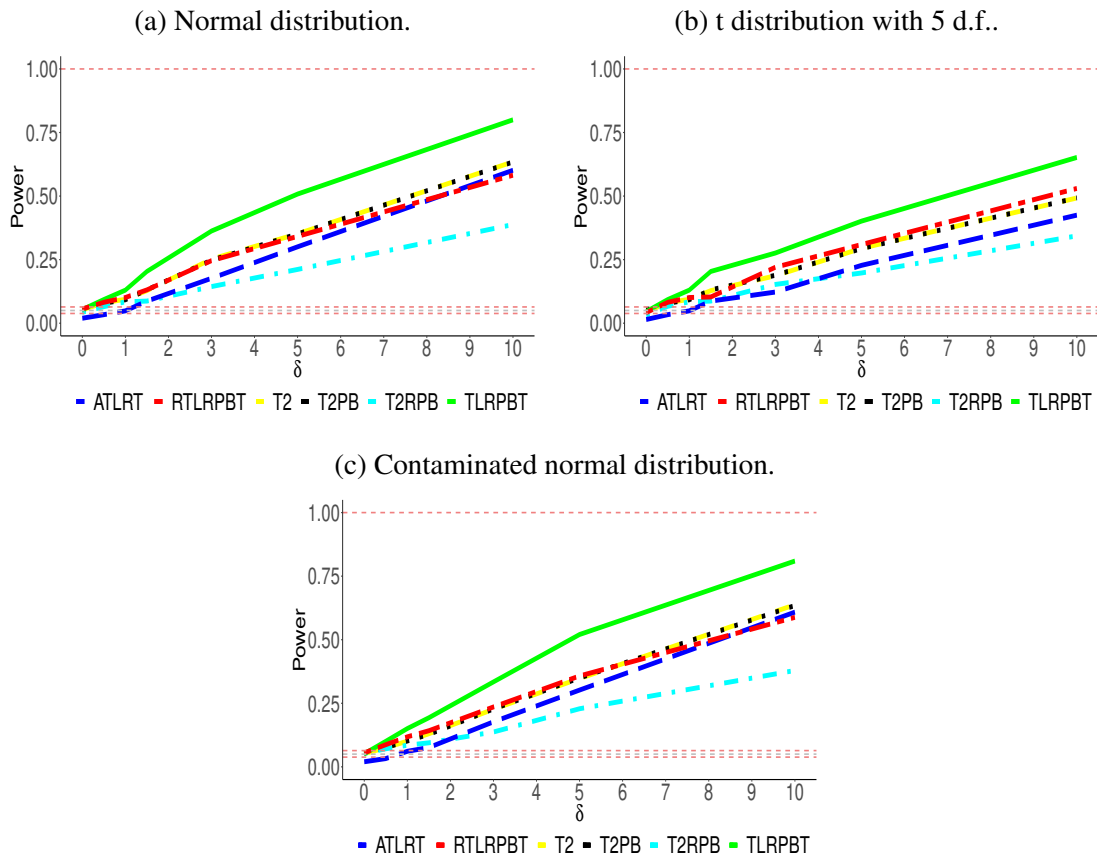 (a) Normal distribution.
1.00
0.75
0.50
0.25
0.00
Power
0 1 2 3 4 5 6 7 8 9 10
δ
ATLRT RTLRPBT T2 T2PB T2RPB TLRPBT
(b) t distribution with 5 d.f..
1.00
0.75
0.50
0.25
0.00
Power
0 1 2 3 4 5 6 7 8 9 10
δ
ATLRT RTLRPBT T2 T2PB T2RPB TLRPBT
(c) Contaminated normal distribution.
1.00
0.75
0.50
0.25
0.00
Power
0 1 2 3 4 5 6 7 8 9 10
δ
ATLRT RTLRPBT T2 T2PB T2RPB TLRPBT